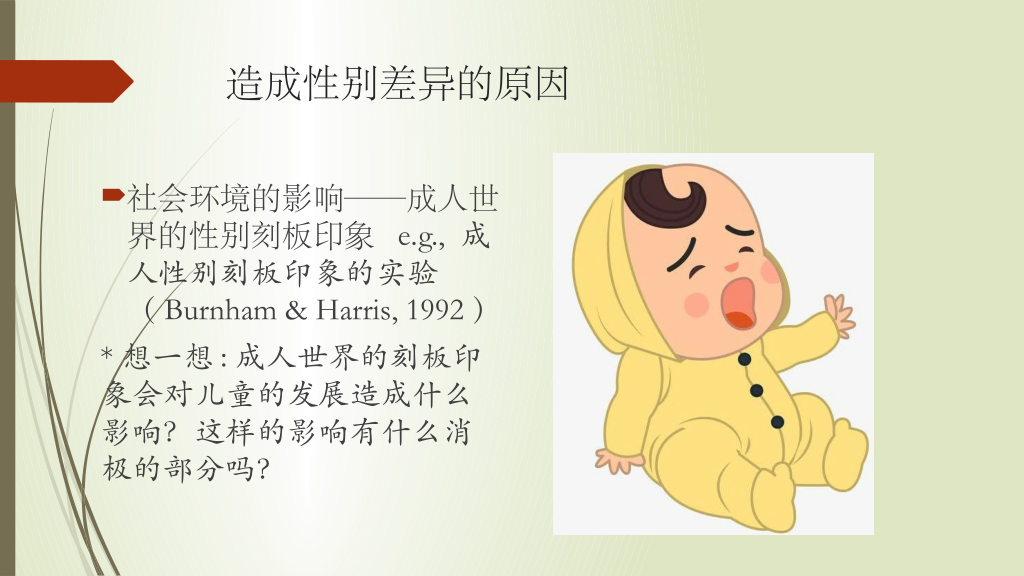 造成性别差异的原因
社会环境的影响——成人世
界的性别刻板印象 e.g., 成
人性别刻板印象的实验
（ Burnham & Harris, 1992 ）
* 想一想 : 成人世界的刻板印
象会对儿童的发展造成什么
影响? 这样的影响有什么消
极的部分吗?